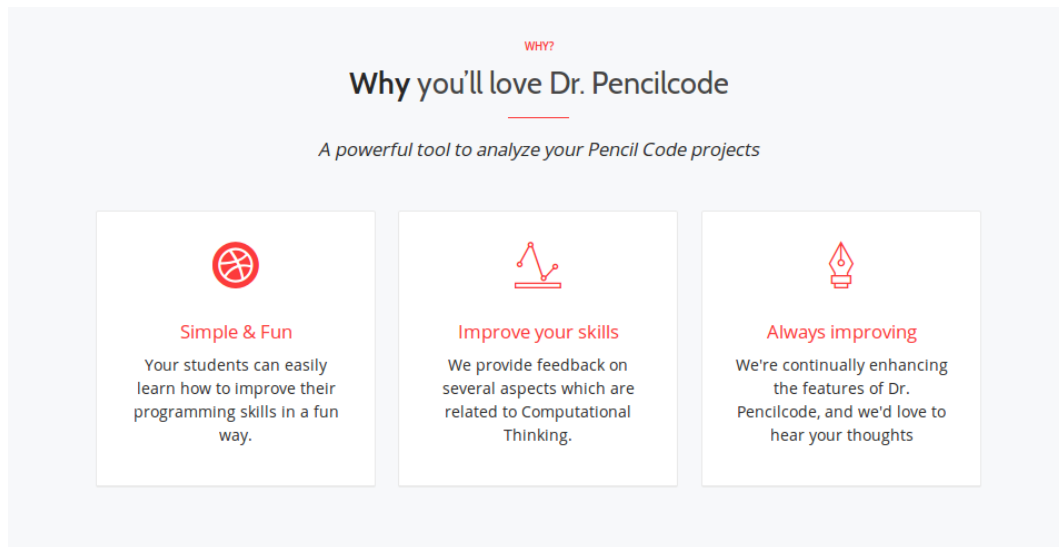 WHY?
Why you'll love Dr. Pencilcode
A powerful tool to analyze your Pencil Code projects
Simple & Fun
Your students can easily
learn how to improve their
programming skills in a fun
way.
Improve your skills
We provide feedback on
several aspects which are
related to Computational
Thinking.
Always improving
We're continually enhancing
the features of Dr.
Pencilcode, and we'd love to
hear your thoughts